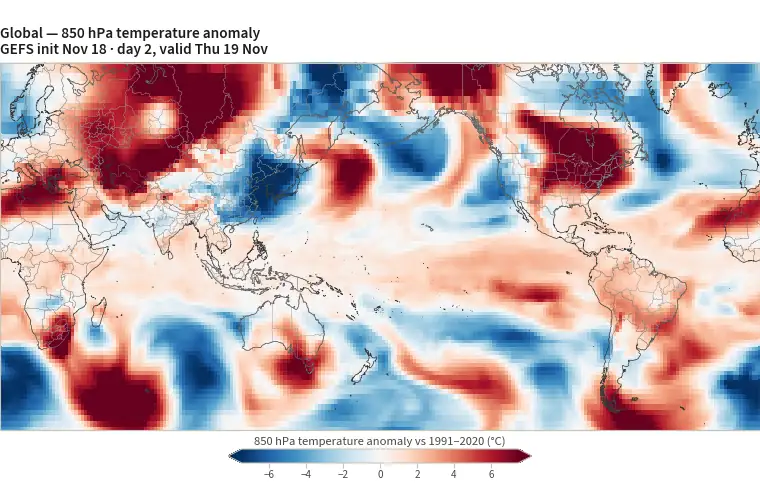 Global — 850 hPa temperature anomaly
GEFS init Nov 18 · day 2, valid Thu 19 Nov
850 hPa temperature anomaly vs 1991–2020 (°C)
−6 −4 −2 0 2 4 6